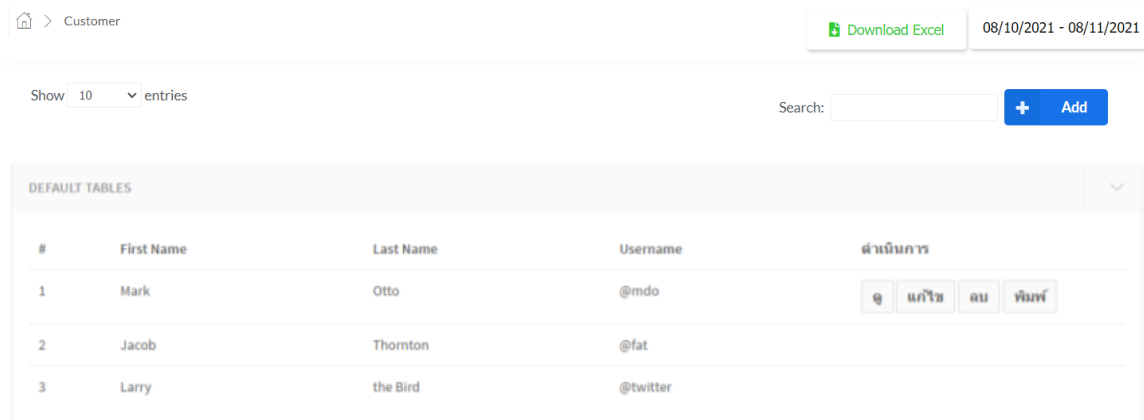 > Customer
Download Excel 08/10/2021 - 08/11/2021
Show 10 entries
Search: + Add
DEFAULT TABLES
# First Name Last Name Username ดำเนินการ
1 Mark Otto @mdo ดู แก้ไข ลบ พิมพ์
2 Jacob Thornton @fat
3 Larry the Bird @twitter